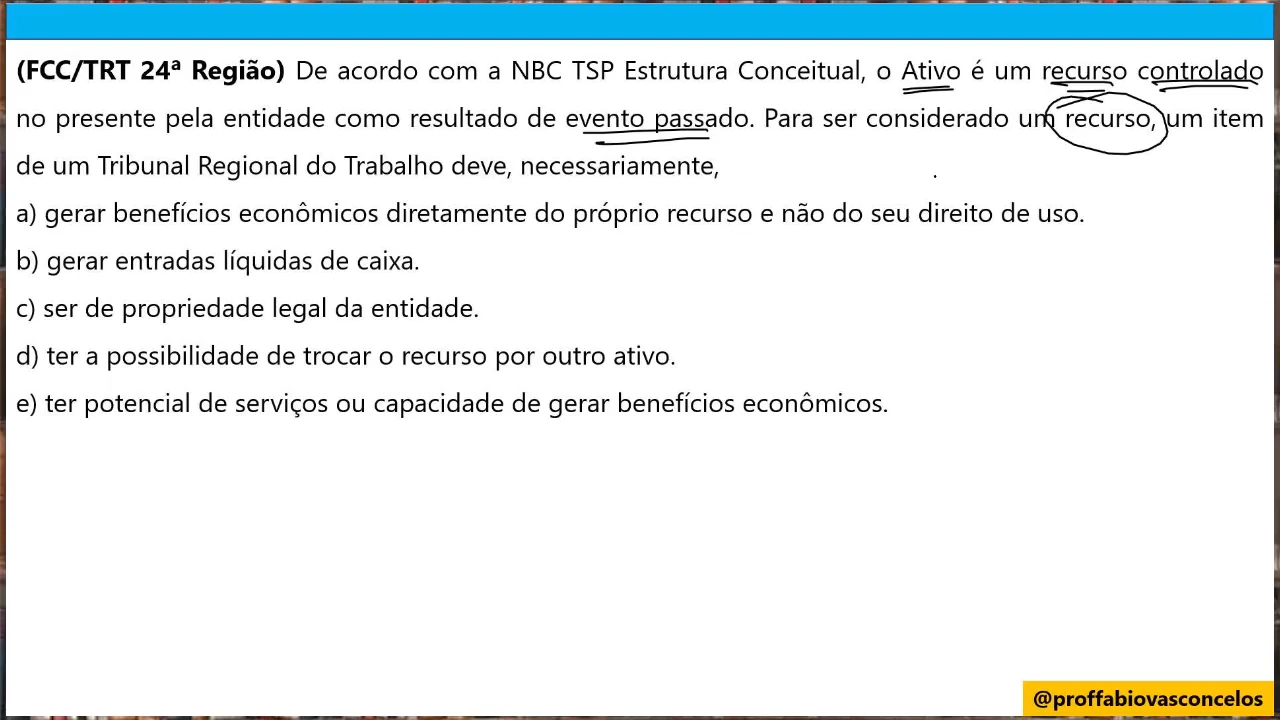 (FCC/TRT 24ª Região) De acordo com a NBC TSP Estrutura Conceitual, o Ativo é um recurso controlado
no presente pela entidade como resultado de evento passado. Para ser considerado um recurso, um item
de um Tribunal Regional do Trabalho deve, necessariamente,
a) gerar benefícios econômicos diretamente do próprio recurso e não do seu direito de uso.
b) gerar entradas líquidas de caixa.
c) ser de propriedade legal da entidade.
d) ter a possibilidade de trocar o recurso por outro ativo.
e) ter potencial de serviços ou capacidade de gerar benefícios econômicos.
@proffabiovasconcelos